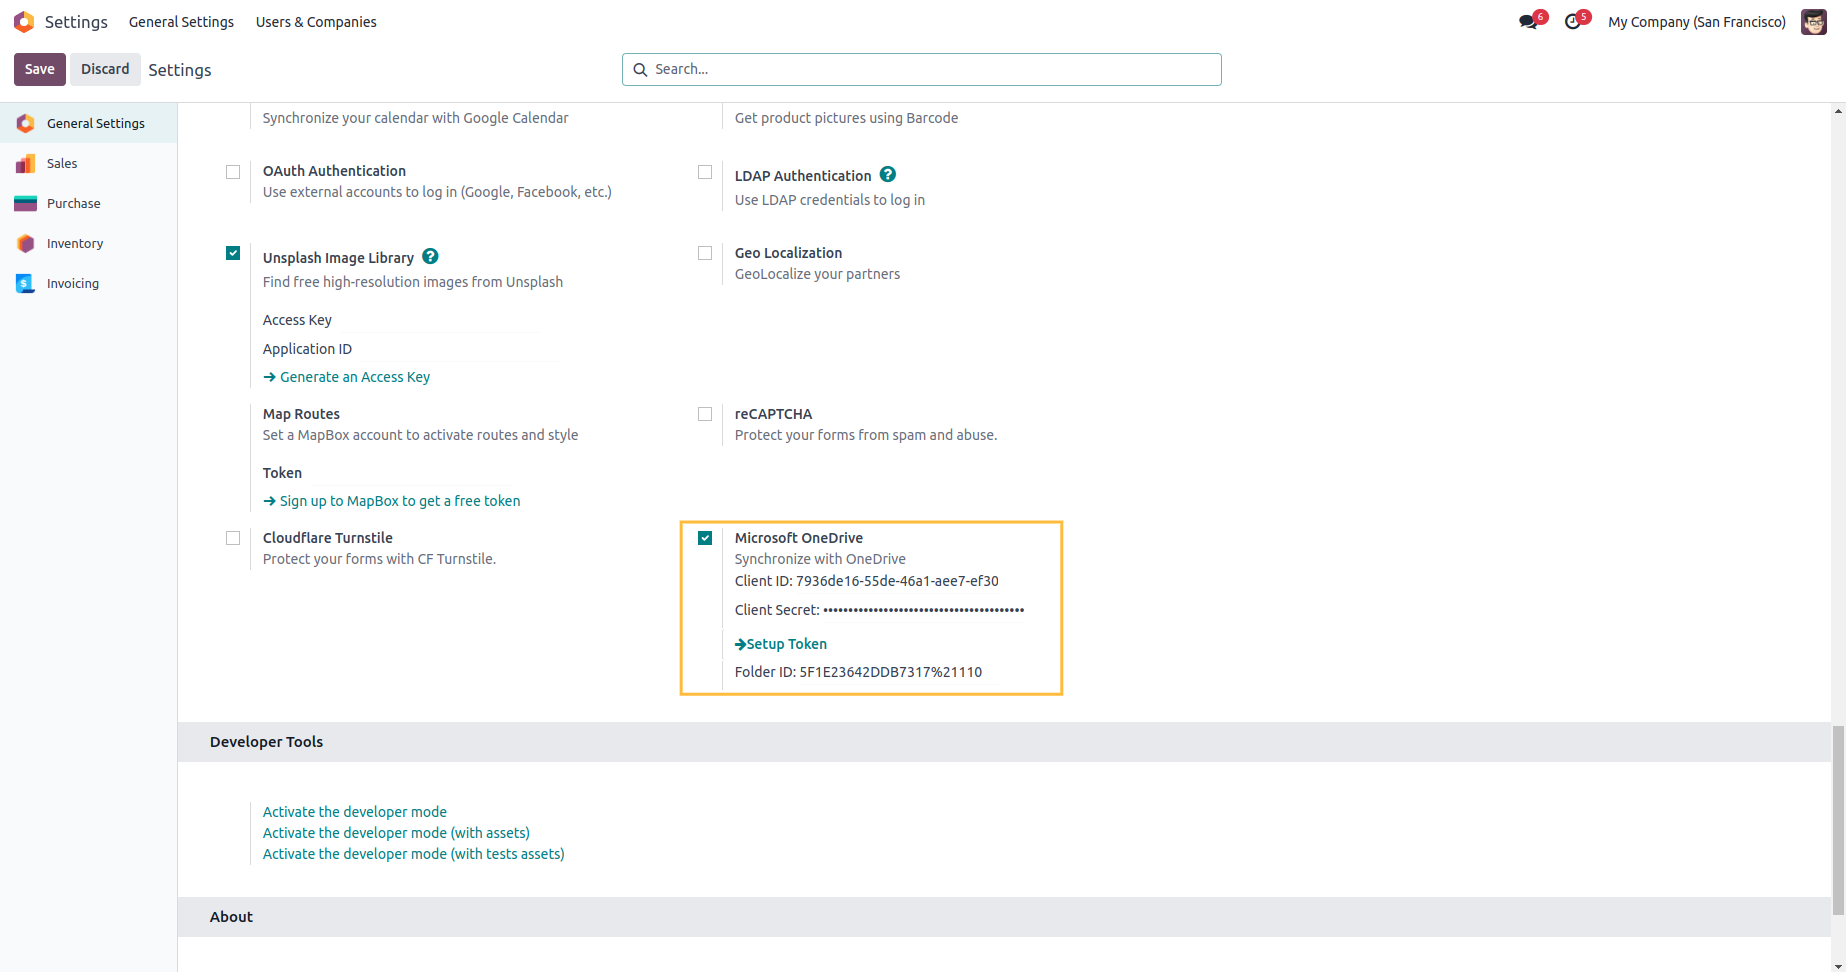 Settings General Settings Users & Companies 6 5 My Company (San Francisco)
Save Discard Settings Search...
General Settings
Sales
Purchase
Inventory
Invoicing
Synchronize your calendar with Google Calendar
Get product pictures using Barcode
OAuth Authentication
Use external accounts to log in (Google, Facebook, etc.)
LDAP Authentication ?
Use LDAP credentials to log in
Unsplash Image Library ?
Find free high-resolution images from Unsplash
Access Key
Application ID
→ Generate an Access Key
Geo Localization
GeoLocalize your partners
Map Routes
Set a MapBox account to activate routes and style
Token
→ Sign up to MapBox to get a free token
reCAPTCHA
Protect your forms from spam and abuse.
Cloudflare Turnstile
Protect your forms with CF Turnstile.
Microsoft OneDrive
Synchronize with OneDrive
Client ID: 7936de16-55de-46a1-aee7-ef30
Client Secret: ••••••••••••••••••••••••••••••••••••••••
→Setup Token
Folder ID: 5F1E23642DDB7317%21110
Developer Tools
Activate the developer mode
Activate the developer mode (with assets)
Activate the developer mode (with tests assets)
About